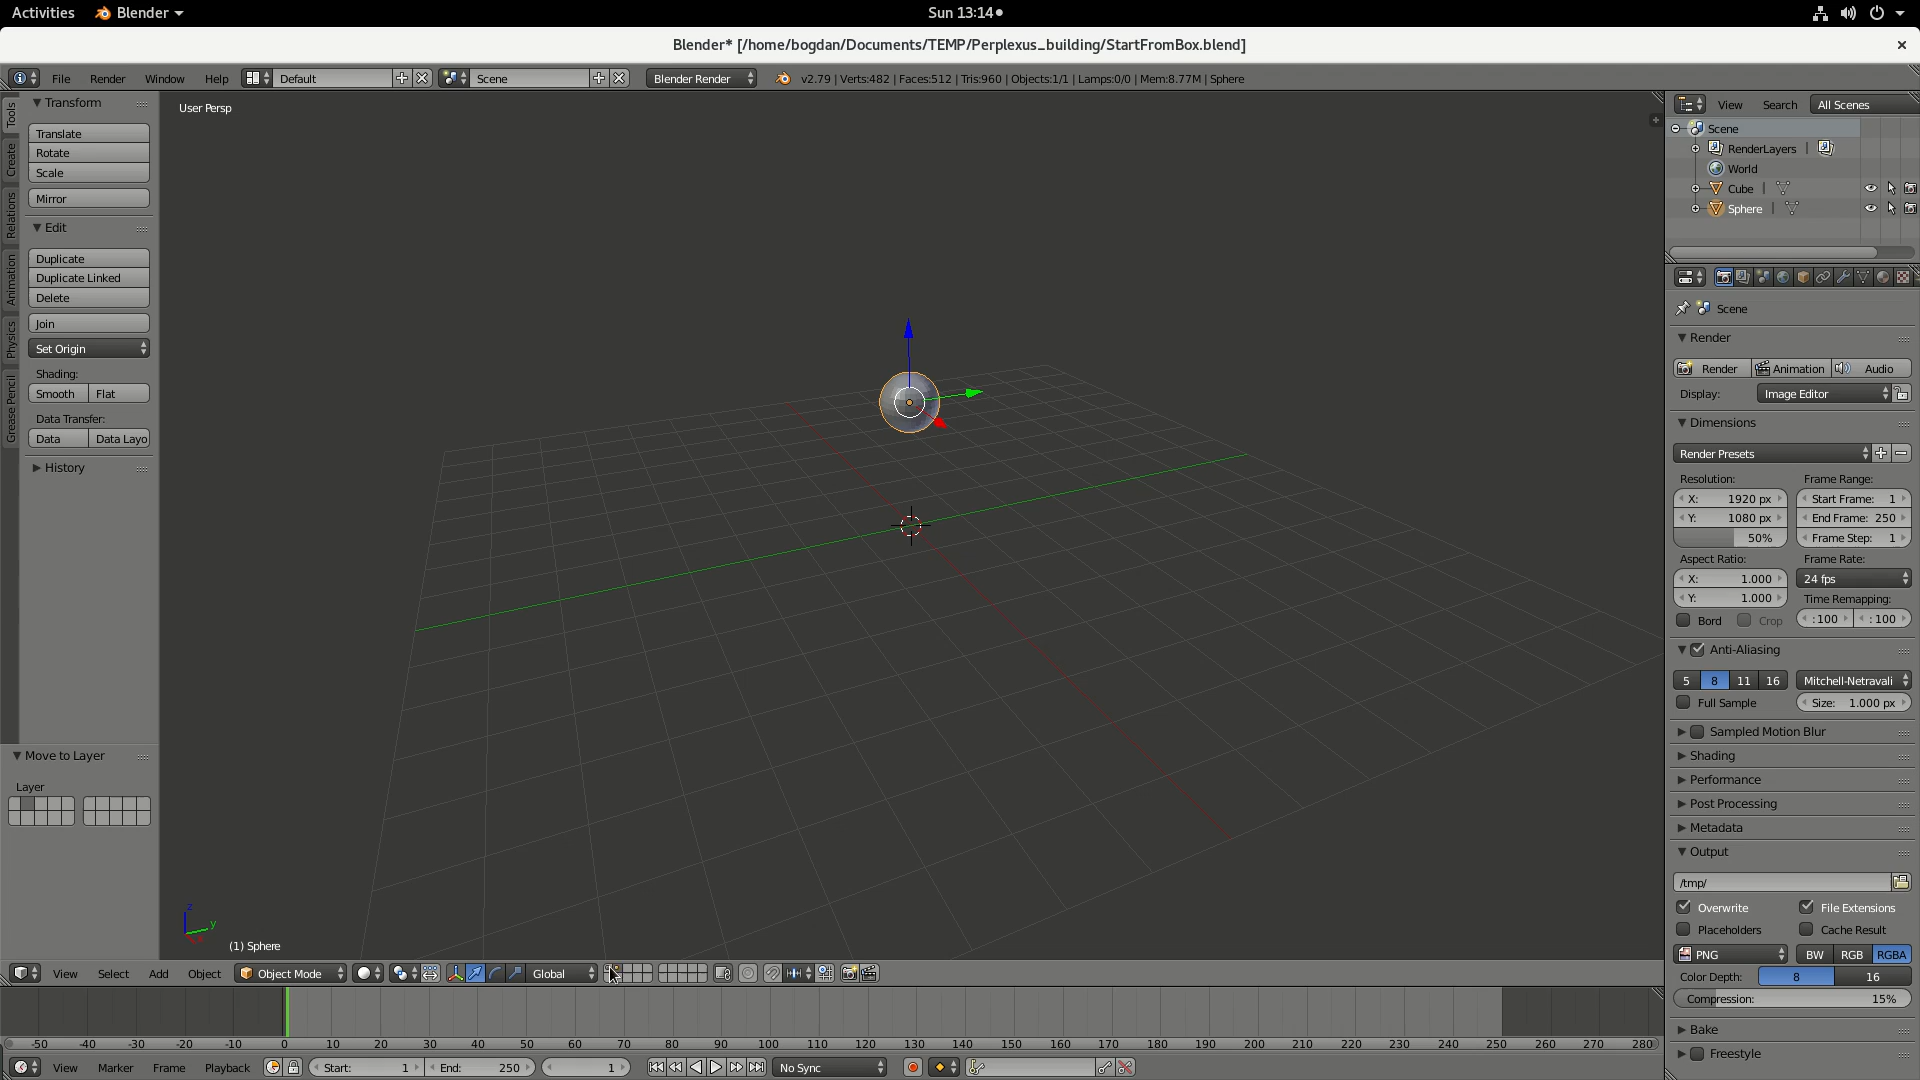 Activities Blender Sun 13:14
Blender* [/home/bogdan/Documents/TEMP/Perplexus_building/StartFromBox.blend]
File Render Window Help Default Scene Blender Render v2.79 | Verts:482 | Faces:512 | Tris:960 | Objects:1/1 | Lamps:0/0 | Mem:8.77M | Sphere
Tools
Create
Relations
Animation
Physics
Grease Pencil
Transform
Translate
Rotate
Scale
Mirror
Edit
Duplicate
Duplicate Linked
Delete
Join
Set Origin
Shading:
Smooth Flat
Data Transfer:
Data Data Layo
History
Move to Layer
Layer
User Persp
z
y
x
(1) Sphere
View Select Add Object Object Mode Global
-50 -40 -30 -20 -10 0 10 20 30 40 50 60 70 80 90 100 110 120 130 140 150 160 170 180 190 200 210 220 230 240 250 260 270 280
View Marker Frame Playback Start: 1 End: 250 1 No Sync
View Search All Scenes
Scene
RenderLayers |
World
Cube |
Sphere |
Scene
Render
Render Animation Audio
Display: Image Editor
Dimensions
Render Presets
Resolution: Frame Range:
X: 1920 px Start Frame: 1
Y: 1080 px End Frame: 250
50% Frame Step: 1
Aspect Ratio: Frame Rate:
X: 1.000 24 fps
Y: 1.000 Time Remapping:
Bord Crop :100 :100
Anti-Aliasing
5 8 11 16 Mitchell-Netravali
Full Sample Size: 1.000 px
Sampled Motion Blur
Shading
Performance
Post Processing
Metadata
Output
/tmp/
Overwrite File Extensions
Placeholders Cache Result
PNG BW RGB RGBA
Color Depth: 8 16
Compression: 15%
Bake
Freestyle